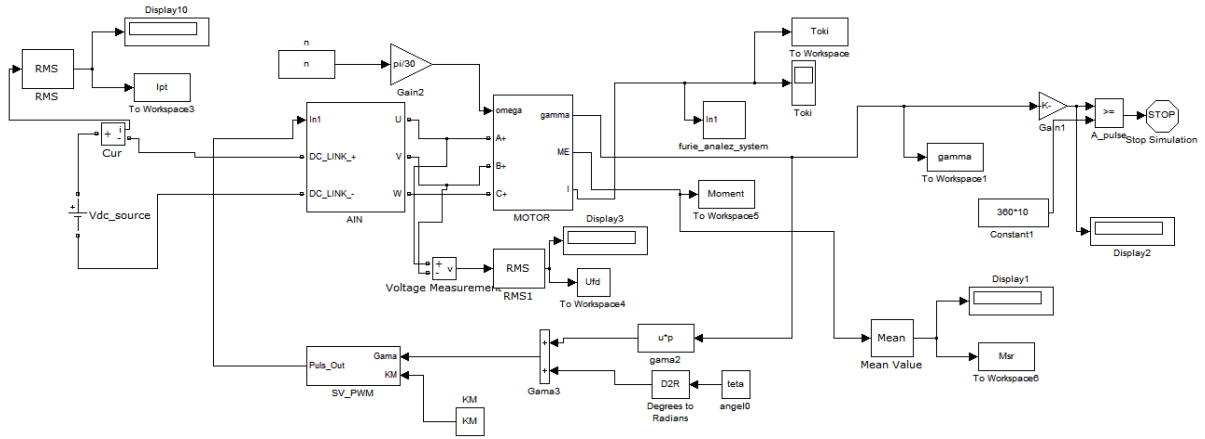 Display10
RMS
RMS
Ipt
To Workspace3
i
+
-
Cur
Vdc_source
n
n
pi/30
Gain2
In1
DC_LINK_+
DC_LINK_-
U
V
W
AIN
omega
A+
B+
C+
gamma
ME
I
MOTOR
Toki
To Workspace
Toki
In1
furie_analez_system
gamma
To Workspace1
K-
Gain1
>=
A_pulse
STOP
Stop Simulation
360*10
Constant1
Display2
Moment
To Workspace5
Display3
+
-
v
Voltage Measurement
RMS
RMS1
Ufd
To Workspace4
Display1
Mean
Mean Value
Msr
To Workspace6
u*p
gama2
+
+
Gama3
D2R
Degrees to
Radians
teta
angel0
Puls_Out
Gama
KM
SV_PWM
KM
KM